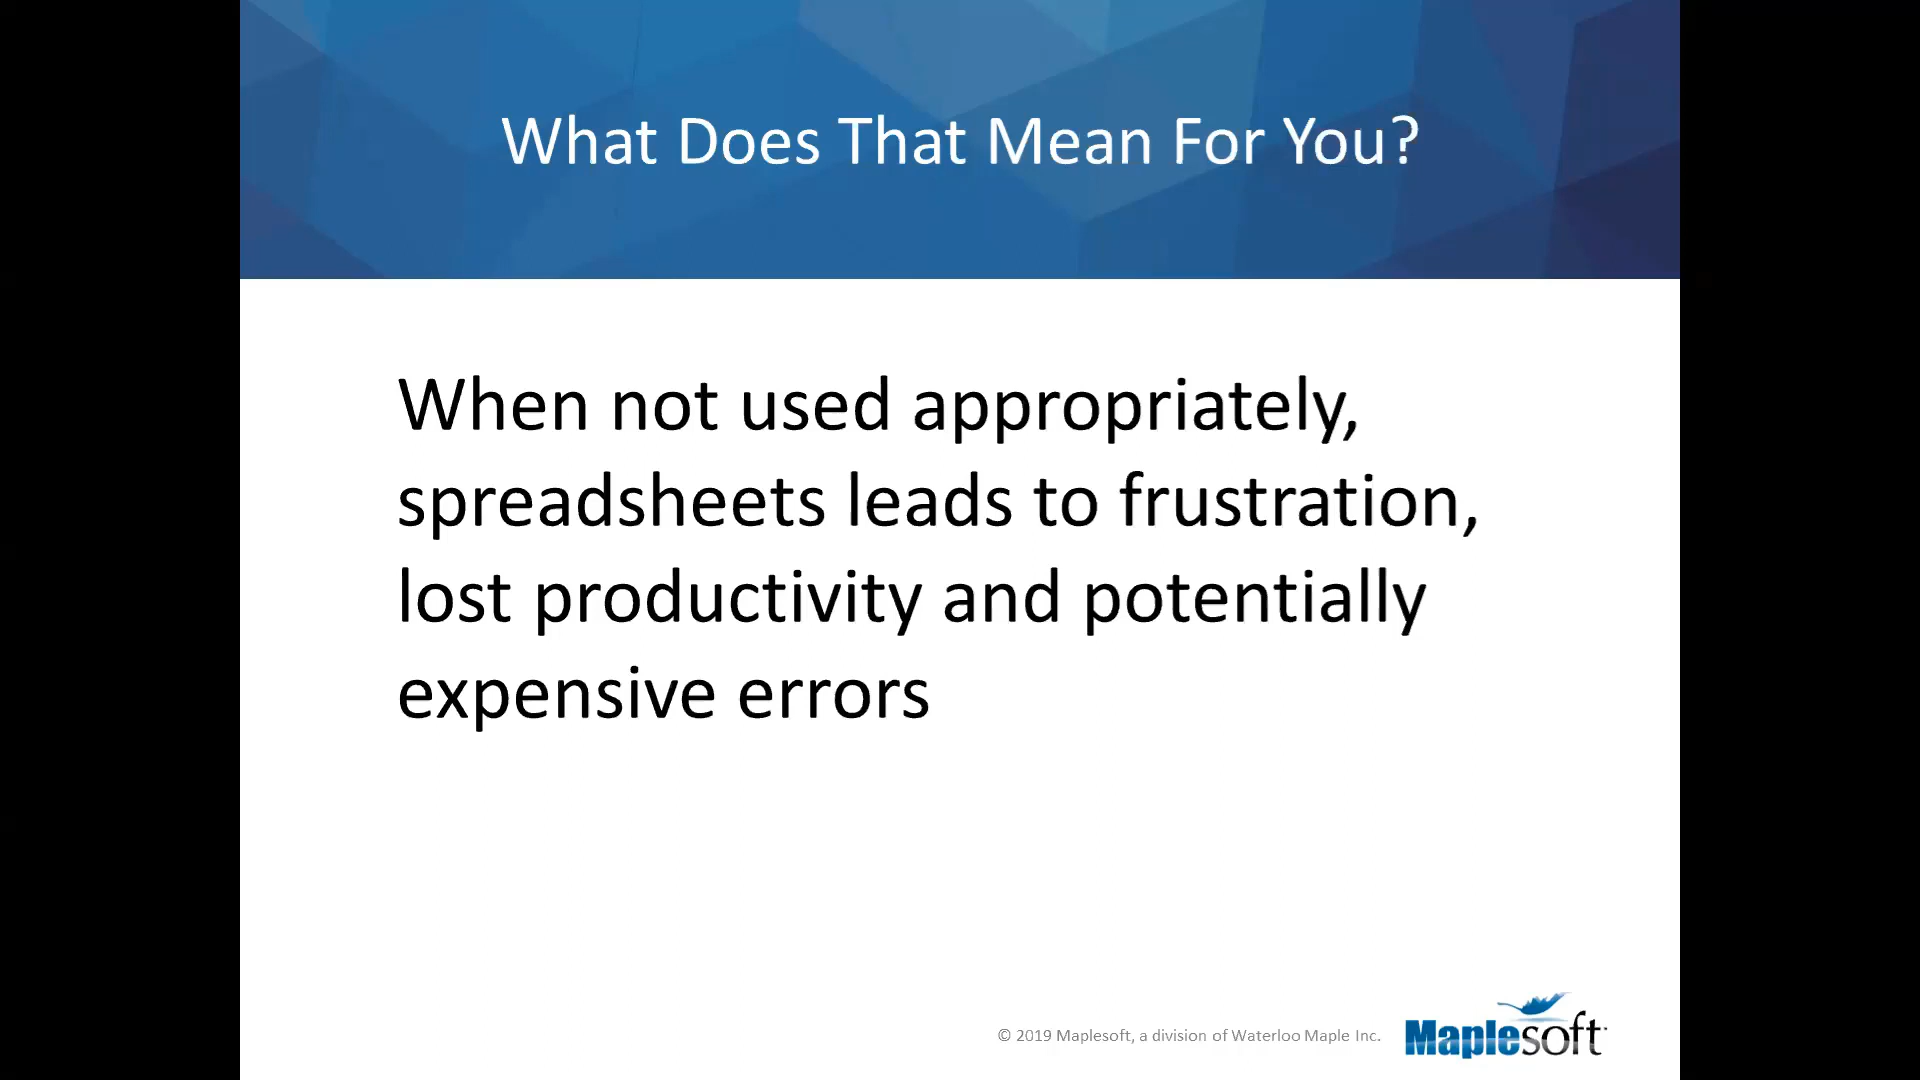 What Does That Mean For You?
When not used appropriately,
spreadsheets leads to frustration,
lost productivity and potentially
expensive errors
© 2019 Maplesoft, a division of Waterloo Maple Inc.
Maplesoft